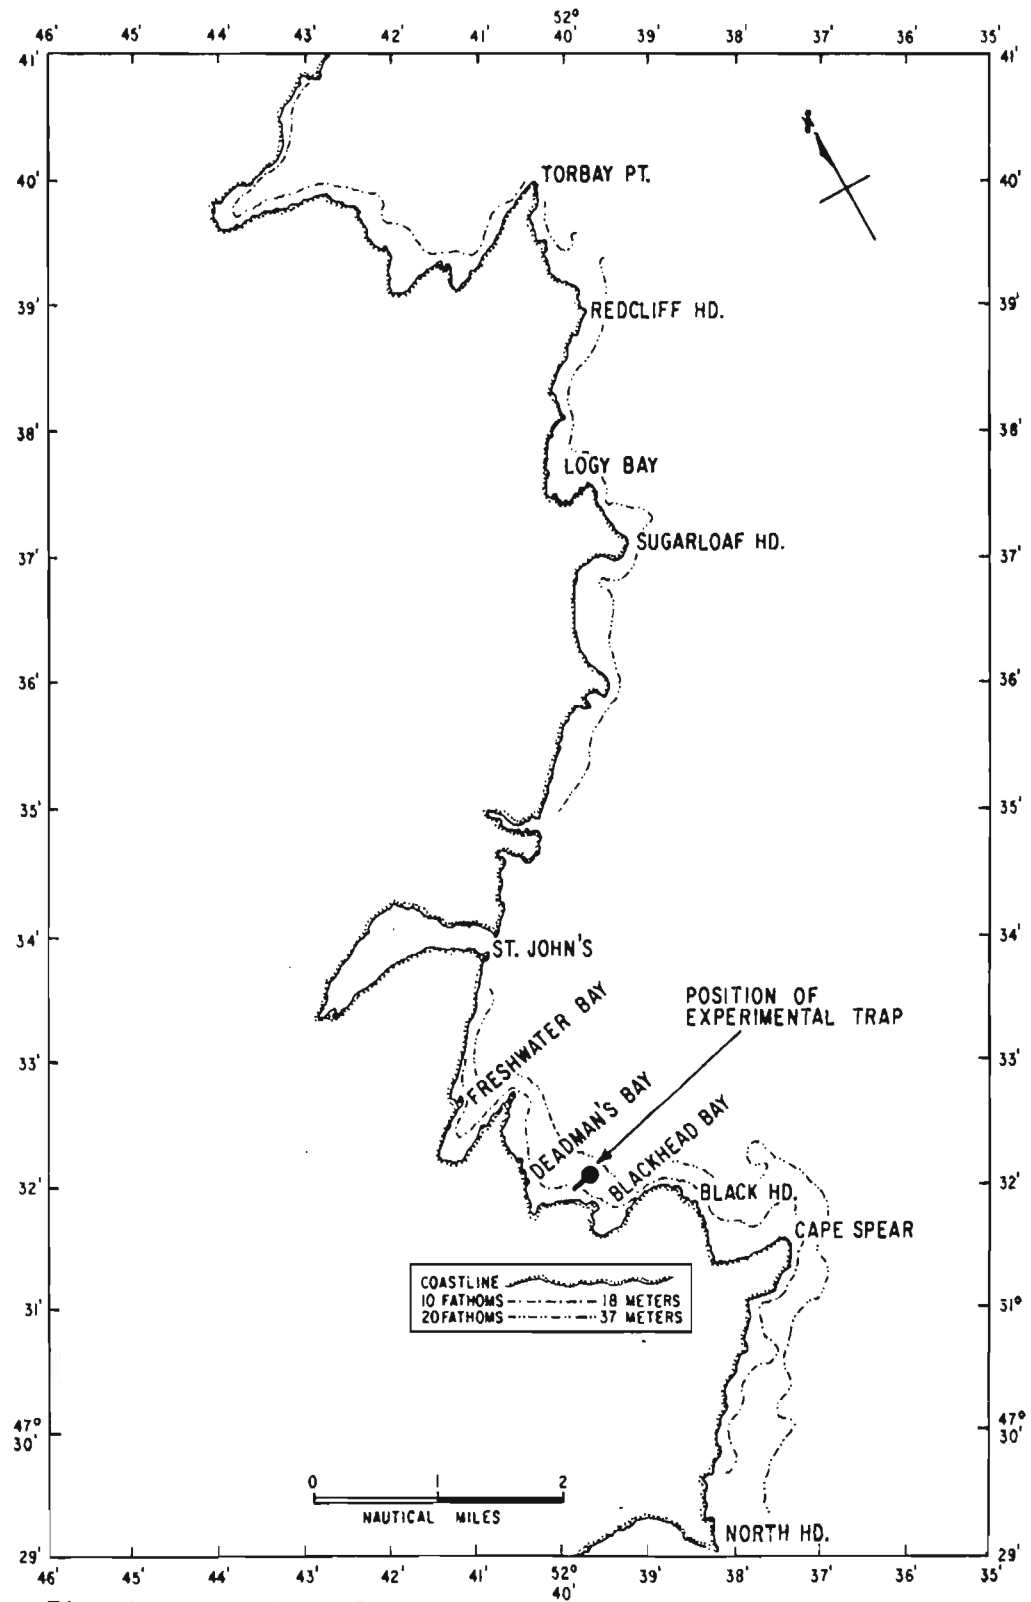 52°
46' 44' 43' 42' 41' 40' 39' 38' 37' 36' 35'
41' 41'
TORBAY PT.
40' 40'
39' 39'
REDCLIFF HD.
38' 38'
LOGY BAY
37' 37'
SUGARLOAF HD.
36' 36'
35' 35'
34' 34'
ST. JOHN'S
POSITION OF
EXPERIMENTAL TRAP
FRESHWATER BAY
33' 33'
DEADMAN'S BAY
BLACKHEAD BAY
32' 32'
BLACK HD.
CAPE SPEAR
COASTLINE
10 FATHOMS 18 METERS
20 FATHOMS 37 METERS
31' 31°
47° 47°
30' 30'
0 1 2
NAUTICAL MILES
NORTH HD.
29' 29'
46' 45' 44' 43' 42' 41' 52° 39' 38' 37' 36' 35'
40'